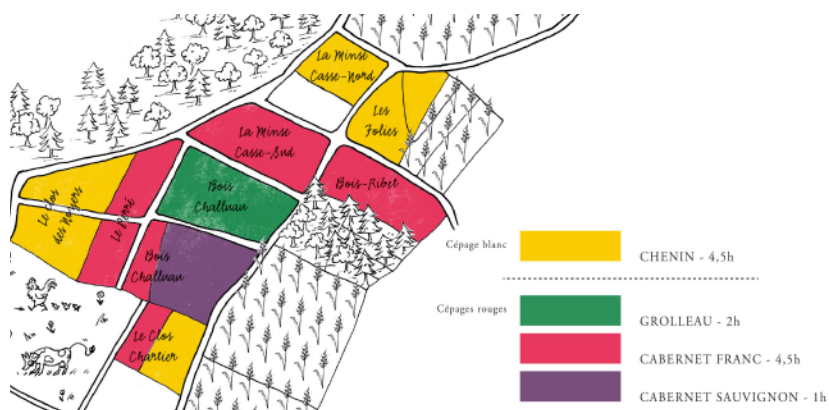 La Minse
Casse-Nord
Les
Folies
La Minse
Casse-Sud
Bois-Ribet
Bois
Challuau
Le Clos
des Noyers
Le Perré
Bois
Challuau
Le Clos
Chartier
Cépage blanc
CHENIN - 4,5h
Cépages rouges
GROLLEAU - 2h
CABERNET FRANC - 4,5h
CABERNET SAUVIGNON - 1h